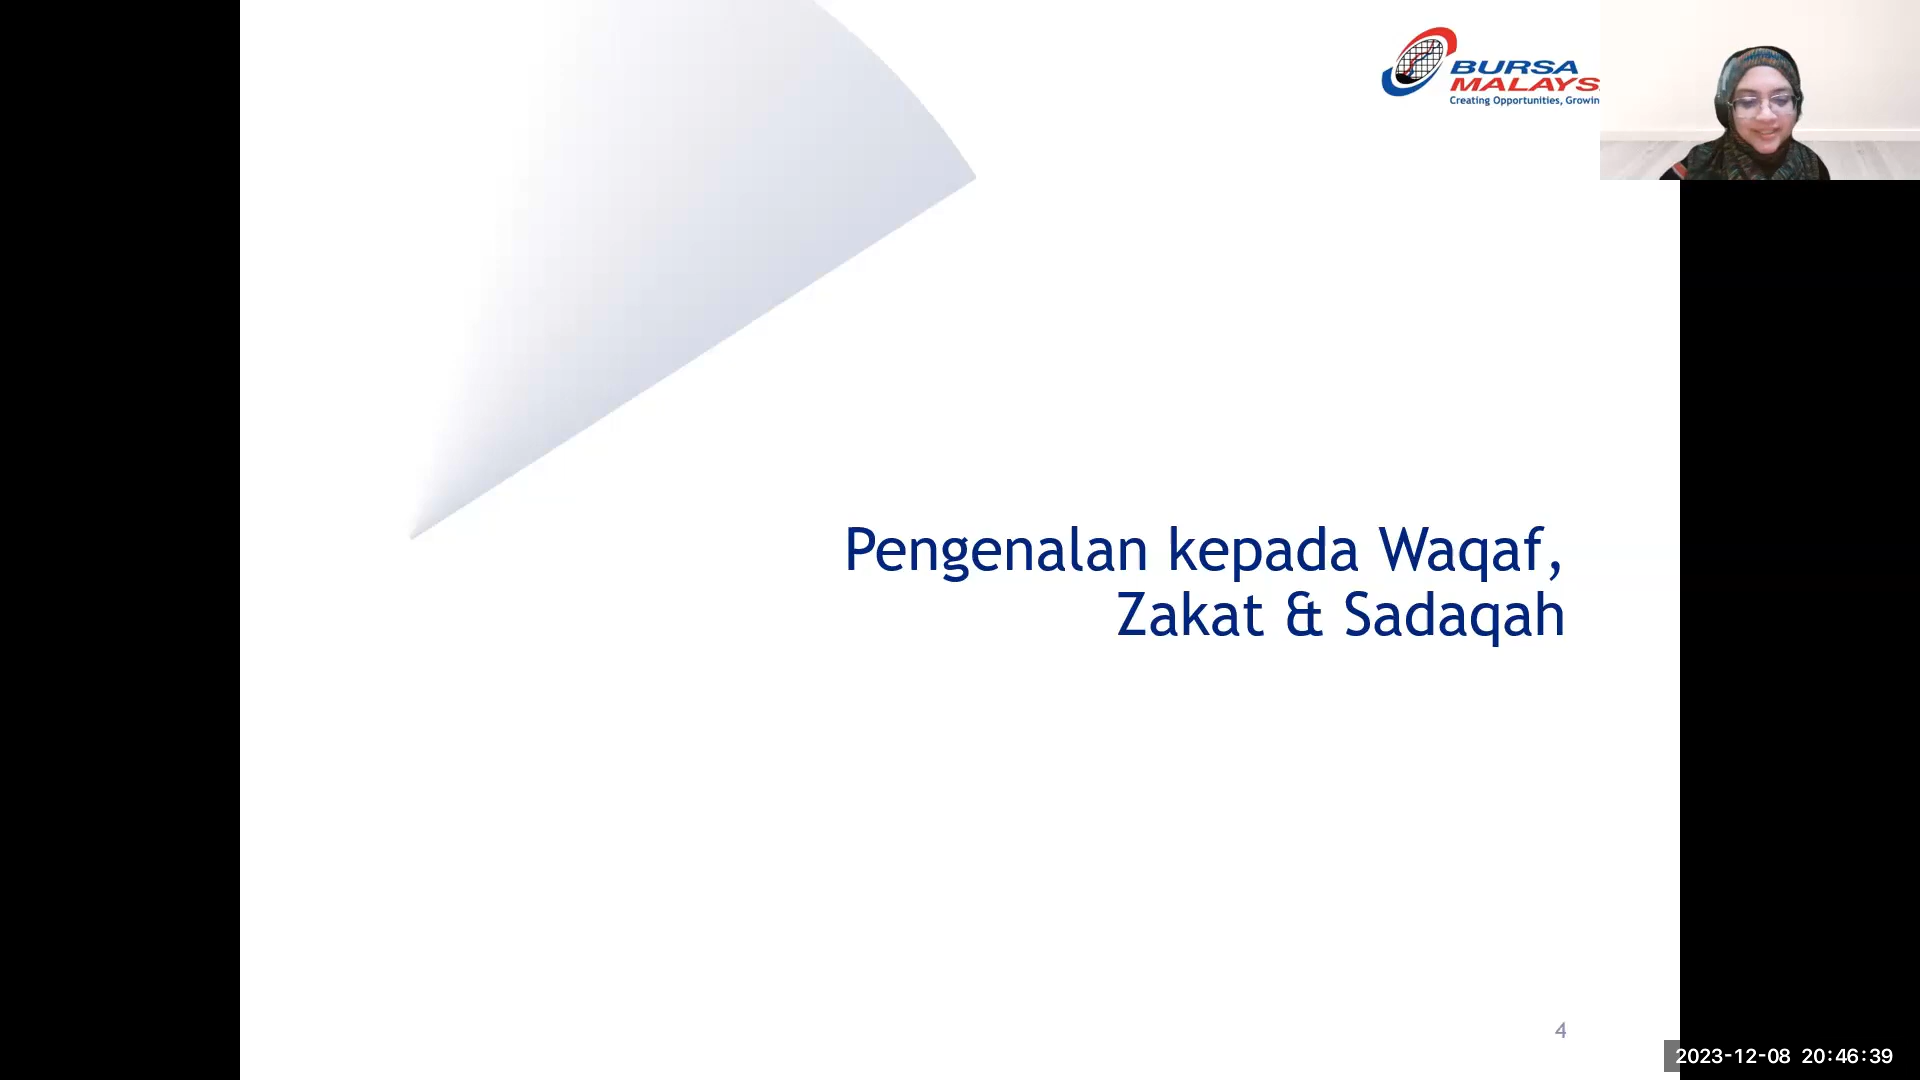 BURSA
MALAYS
Creating Opportunities, Growin
Pengenalan kepada Waqaf,
Zakat & Sadaqah
4
2023-12-08 20:46:39